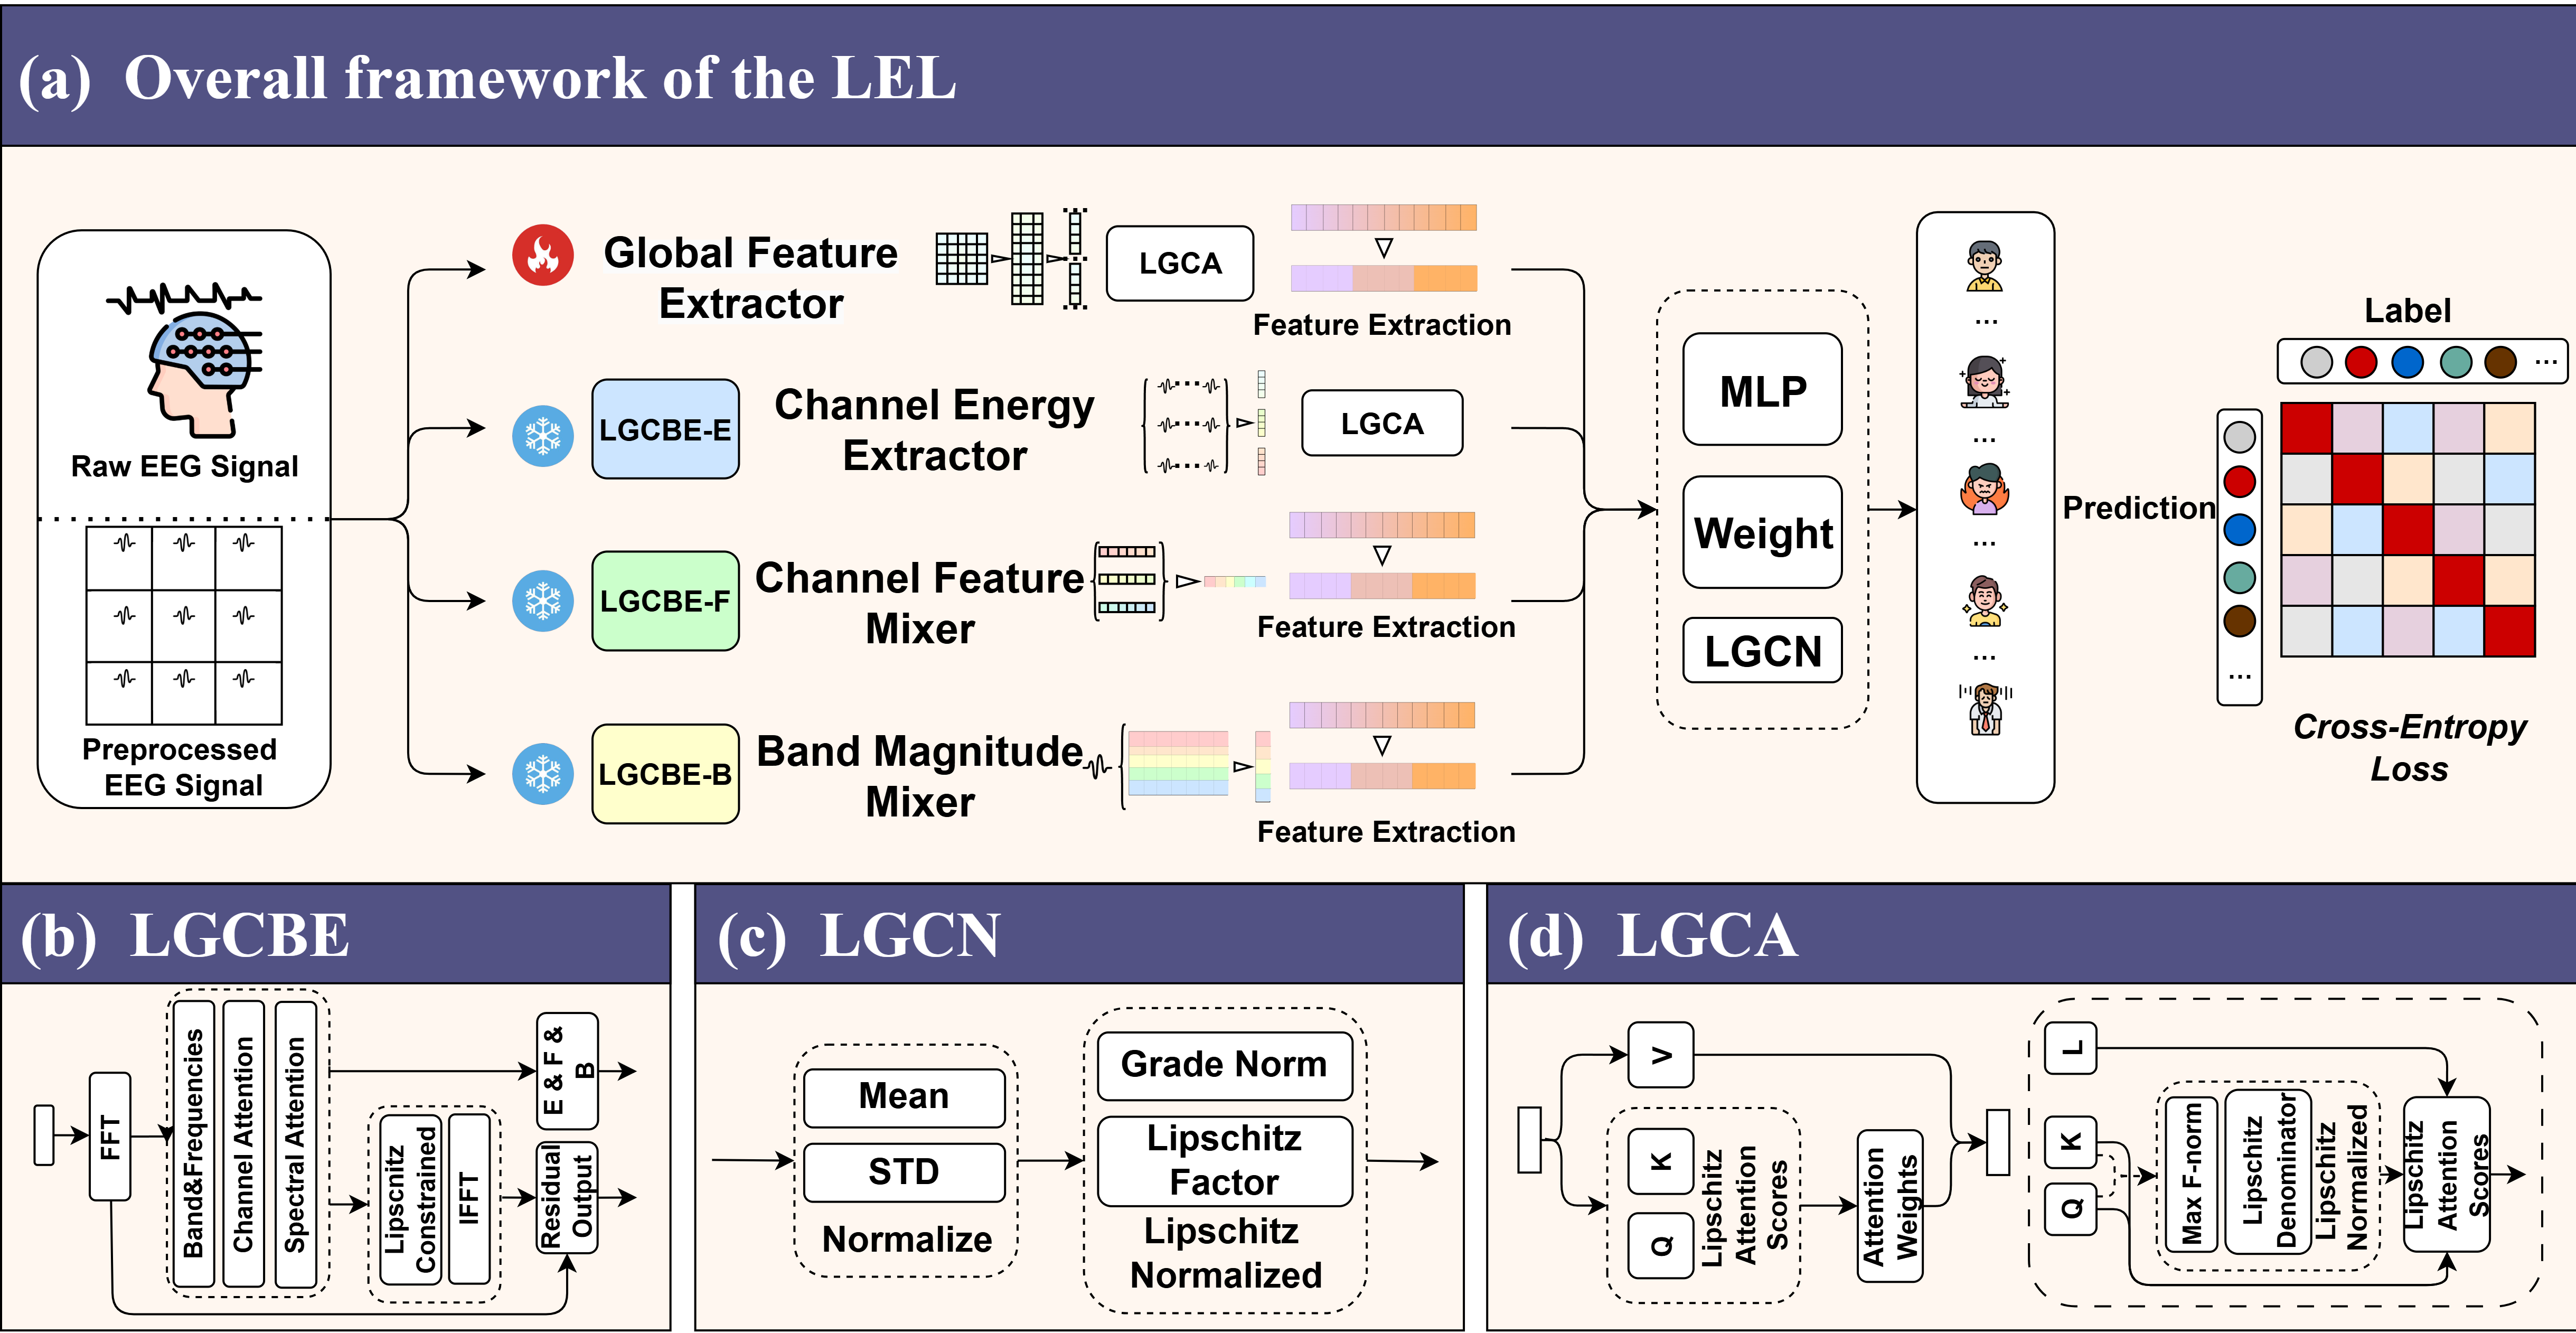 (a) Overall framework of the LEL
Raw EEG Signal
Preprocessed
EEG Signal
Global Feature
Extractor
LGCA
Feature Extraction
LGCBE-E
Channel Energy
Extractor
LGCA
LGCBE-F
Channel Feature
Mixer
Feature Extraction
LGCBE-B
Band Magnitude
Mixer
Feature Extraction
MLP
Weight
LGCN
...
...
...
...
Prediction
Label
...
...
Cross-Entropy
Loss
(b) LGCBE
FFT
Band&Frequencies
Channel Attention
Spectral Attention
Lipscnitz
Constrained
IFFT
E & F &
B
Residual
Output
(c) LGCN
Mean
STD
Normalize
Grade Norm
Lipschitz
Factor
Lipschitz
Normalized
(d) LGCA
V
K
Q
Lipschitz
Attention
Scores
Attention
Weights
L
K
Q
Max F-norm
Lipschitz
Denominator
Lipschitz
Normalized
Lipschitz
Attention
Scores